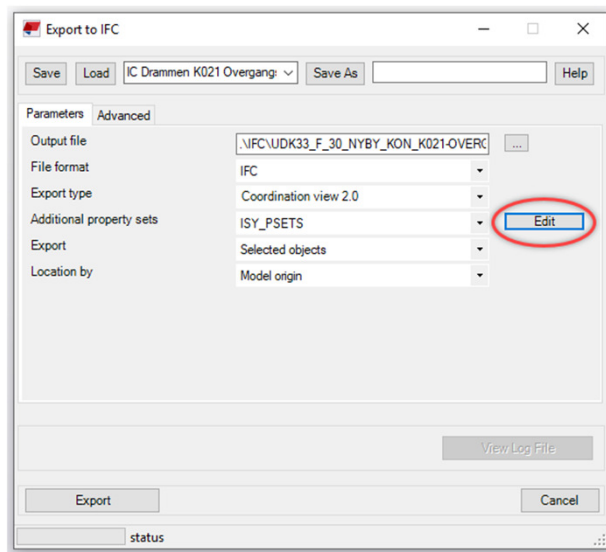 Export to IFC
Save Load IC Drammen K021 Overgang: Save As Help
Parameters Advanced
Output file .\IFC\UDK33_F_30_NYBY_KON_K021-OVERG ...
File format IFC
Export type Coordination view 2.0
Additional property sets ISY_PSETS Edit
Export Selected objects
Location by Model origin
View Log File
Export Cancel
status